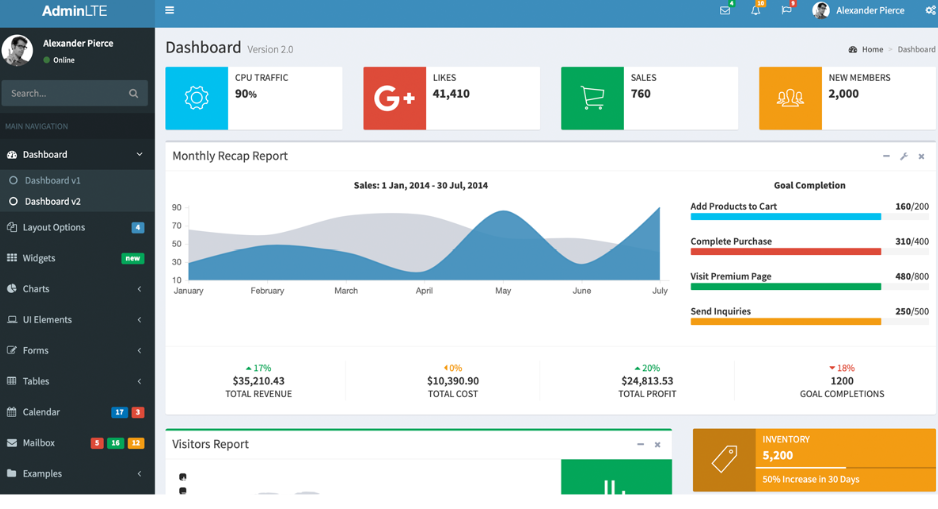 AdminLTE
4
10
9
Alexander Pierce
Alexander Pierce
Online
Search...
MAIN NAVIGATION
Dashboard
Dashboard v1
Dashboard v2
Layout Options 4
Widgets new
Charts
UI Elements
Forms
Tables
Calendar 17 3
Mailbox 5 16 12
Examples
Dashboard Version 2.0
Home > Dashboard
CPU TRAFFIC
90%
G+
LIKES
41,410
SALES
760
NEW MEMBERS
2,000
Monthly Recap Report
Sales: 1 Jan, 2014 - 30 Jul, 2014
90
70
50
30
10
January February March April May June July
Goal Completion
Add Products to Cart 160/200
Complete Purchase 310/400
Visit Premium Page 480/800
Send Inquiries 250/500
17%
$35,210.43
TOTAL REVENUE
0%
$10,390.90
TOTAL COST
20%
$24,813.53
TOTAL PROFIT
18%
1200
GOAL COMPLETIONS
Visitors Report
INVENTORY
5,200
50% Increase in 30 Days